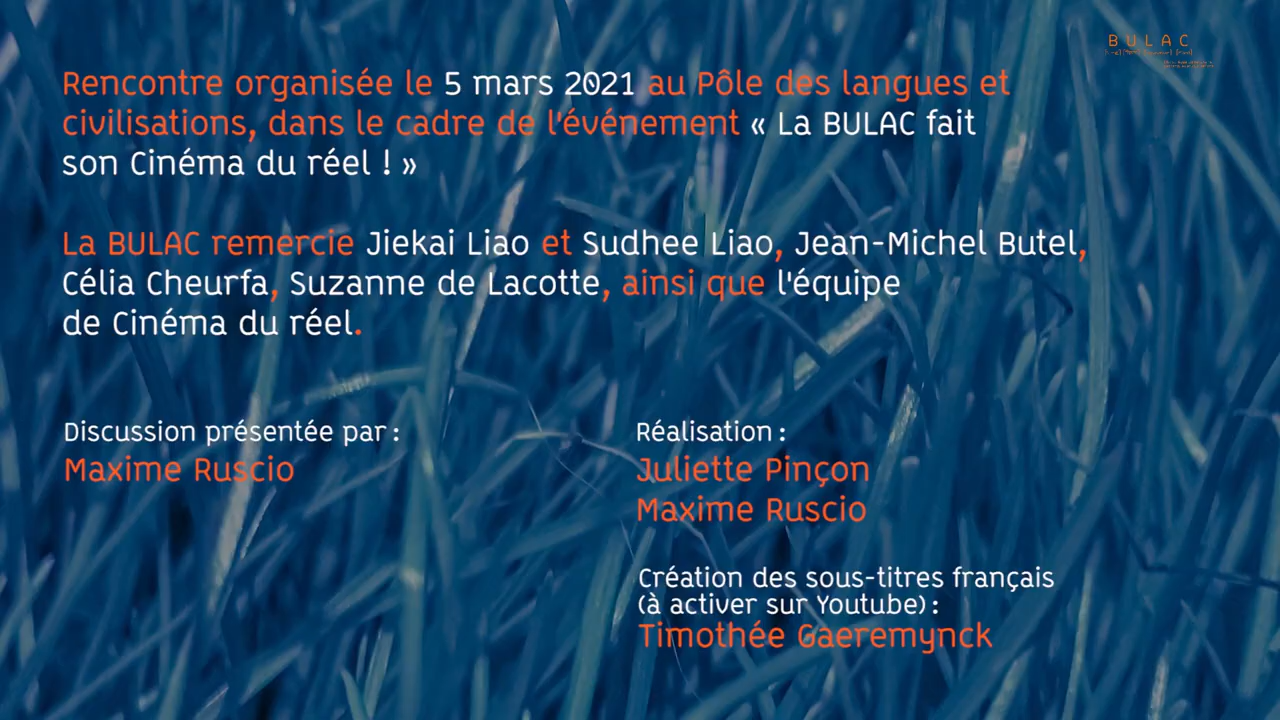 BULAC
Rencontre organisée le 5 mars 2021 au Pôle des langues et
civilisations, dans le cadre de l'événement « La BULAC fait
son Cinéma du réel ! »
La BULAC remercie Jiekai Liao et Sudhee Liao, Jean-Michel Butel,
Célia Cheurfa, Suzanne de Lacotte, ainsi que l'équipe
de Cinéma du réel.
Discussion présentée par :
Maxime Ruscio
Réalisation :
Juliette Pinçon
Maxime Ruscio
Création des sous-titres français
(à activer sur Youtube) :
Timothée Gaeremynck